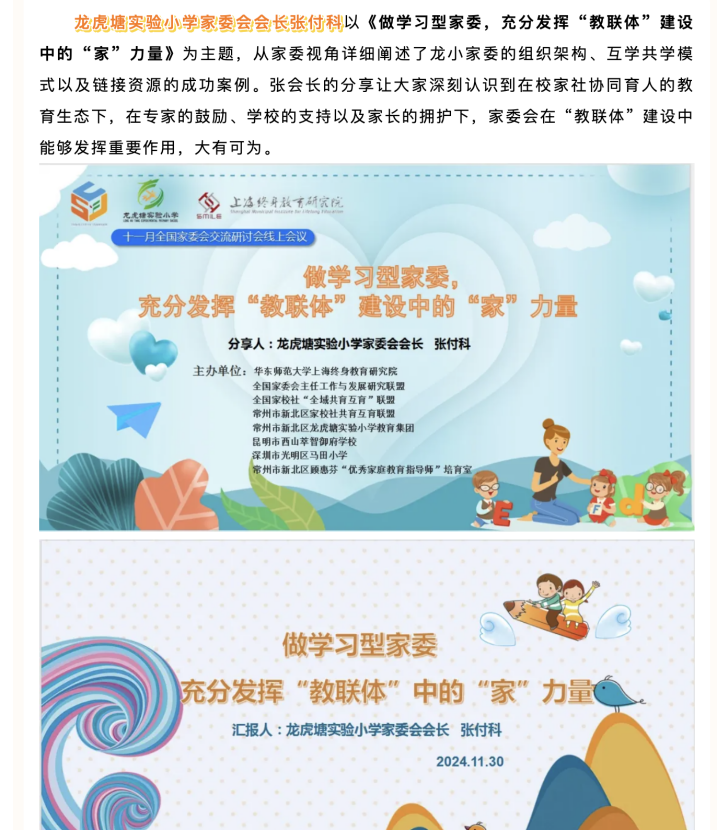 龙虎塘实验小学家委会会长张付科以《做学习型家委，充分发挥“教联体”建设
中的“家”力量》为主题，从家委视角详细阐述了龙小家委的组织架构、互学共学模
式以及链接资源的成功案例。张会长的分享让大家深刻认识到在校家社协同育人的教
育生态下，在专家的鼓励、学校的支持以及家长的拥护下，家委会在“教联体”建设中
能够发挥重要作用，大有可为。
龙虎塘实验小学
SMILE
上海终身教育研究院
Shanghai Municipal Institute for Lifelong Education
十一月全国家委会交流研讨会线上会议
做学习型家委，
充分发挥“教联体”建设中的“家”力量
分享人：龙虎塘实验小学家委会会长 张付科
主办单位：华东师范大学上海终身教育研究院
全国家委会主任工作与发展研究联盟
全国家校社“全域共育互育”联盟
常州市新北区家校社共育互育联盟
常州市新北区龙虎塘实验小学教育集团
昆明市西山萃智御府学校
深圳市光明区马田小学
常州市新北区顾惠芬“优秀家庭教育指导师”培育室
E
F
d
做学习型家委
充分发挥“教联体”中的“家”力量
汇报人：龙虎塘实验小学家委会会长 张付科
2024.11.30